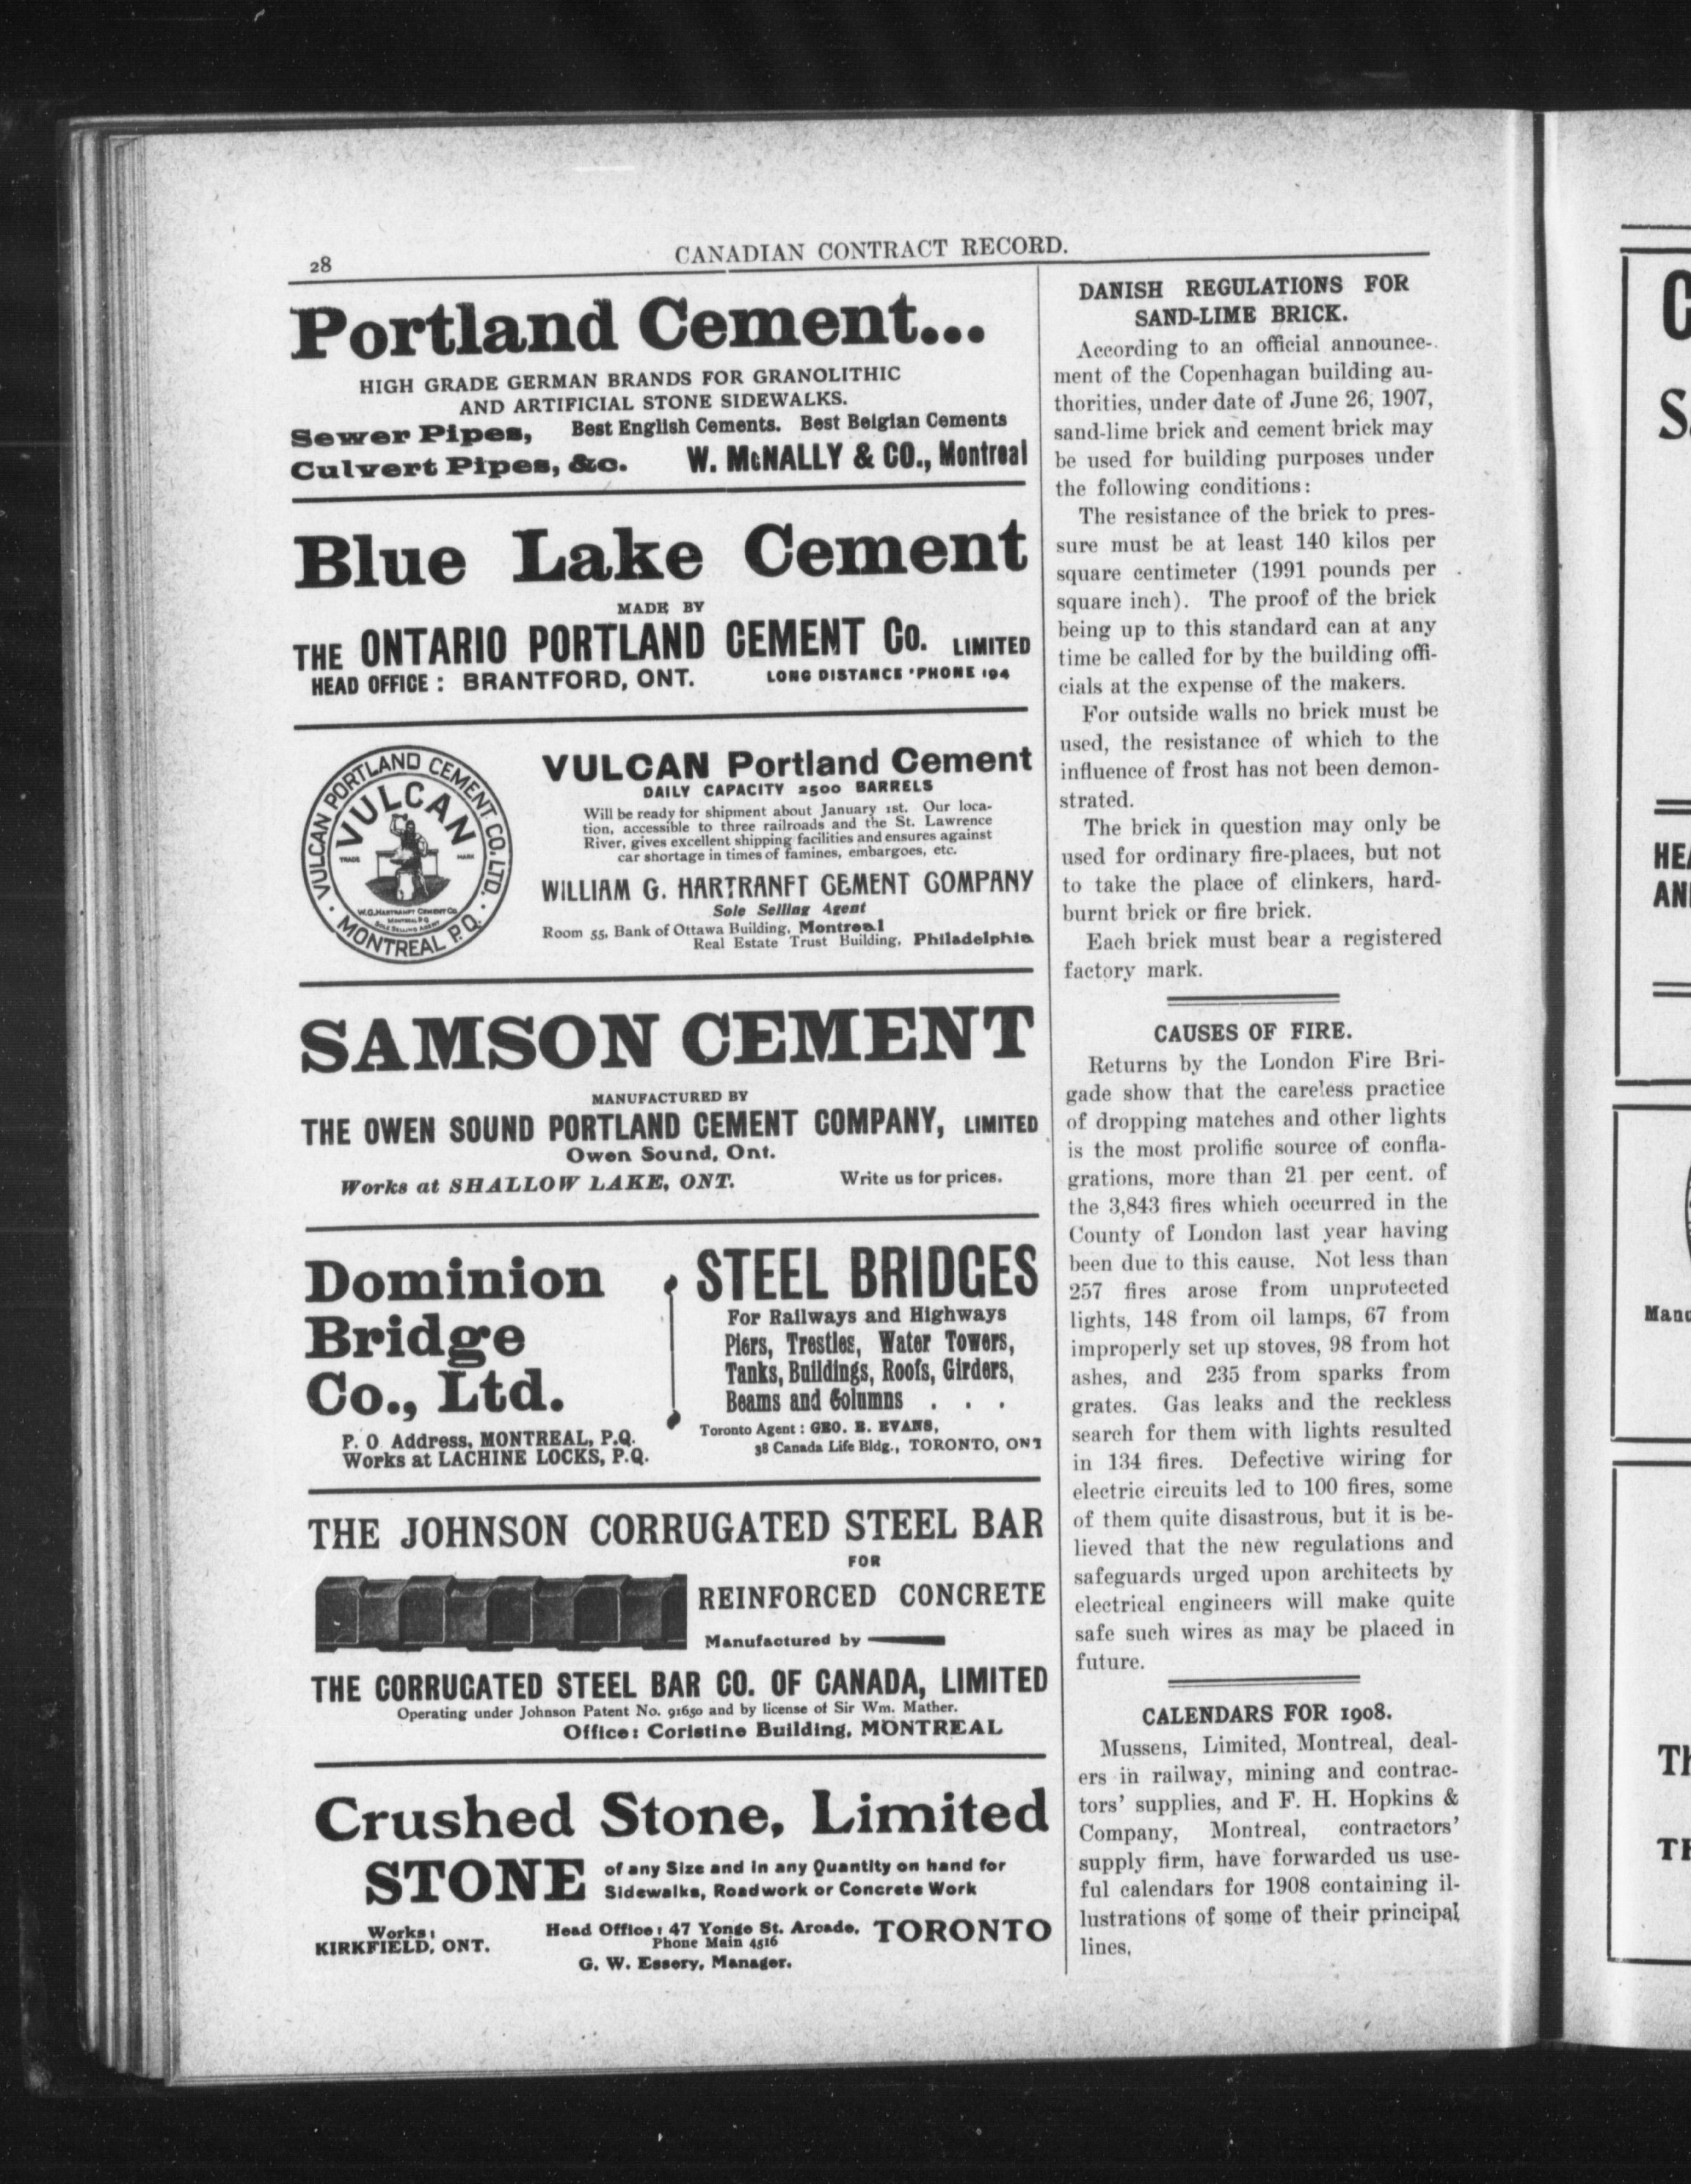 28
CANADIAN CONTRACT RECORD.
Portland Cement...
HIGH GRADE GERMAN BRANDS FOR GRANOLITHIC
AND ARTIFICIAL STONE SIDEWALKS.
Sewer Pipes,
Culvert Pipes, &c.
Best English Cements. Best Belgian Cements
W. McNALLY & CO., Montreal
Blue Lake Cement
MADE BY
THE ONTARIO PORTLAND CEMENT CO. LIMITED
HEAD OFFICE : BRANTFORD, ONT.
LONG DISTANCE 'PHONE 194
VULCAN PORTLAND CEMENT CO. LTD.
MONTREAL P.Q.
VULCAN
TRADE MARK
W.G. HARTRANFT CEMENT CO.
MONTREAL P.Q.
SOLE SELLING AGENT
VULCAN Portland Cement
DAILY CAPACITY 2500 BARRELS
Will be ready for shipment about January 1st. Our loca-
tion, accessible to three railroads and the St. Lawrence
River, gives excellent shipping facilities and ensures against
car shortage in times of famines, embargoes, etc.
WILLIAM G. HARTRANFT CEMENT COMPANY
Sole Selling Agent
Room 55, Bank of Ottawa Building, Montreal
Real Estate Trust Building, Philadelphia
SAMSON CEMENT
MANUFACTURED BY
THE OWEN SOUND PORTLAND CEMENT COMPANY, LIMITED
Owen Sound, Ont.
Works at SHALLOW LAKE, ONT.
Write us for prices.
Dominion
Bridge
Co., Ltd.
P. O Address, MONTREAL, P.Q.
Works at LACHINE LOCKS, P.Q.
STEEL BRIDGES
For Railways and Highways
Piers, Trestles, Water Towers,
Tanks, Buildings, Roofs, Girders,
Beams and Columns . . .
Toronto Agent : GEO. E. EVANS,
38 Canada Life Bldg., TORONTO, ONT
THE JOHNSON CORRUGATED STEEL BAR
FOR
REINFORCED CONCRETE
Manufactured by
THE CORRUGATED STEEL BAR CO. OF CANADA, LIMITED
Operating under Johnson Patent No. 91650 and by license of Sir Wm. Mather.
Office: Coristine Building, MONTREAL
Crushed Stone, Limited
STONE
of any Size and in any Quantity on hand for
Sidewalks, Roadwork or Concrete Work
Works:
KIRKFIELD, ONT.
Head Office: 47 Yonge St. Arcade, TORONTO
Phone Main 4516
G. W. Essery, Manager.
DANISH REGULATIONS FOR
SAND-LIME BRICK.
According to an official announce-
ment of the Copenhagan building au-
thorities, under date of June 26, 1907,
sand-lime brick and cement brick may
be used for building purposes under
the following conditions:
The resistance of the brick to pres-
sure must be at least 140 kilos per
square centimeter (1991 pounds per
square inch). The proof of the brick
being up to this standard can at any
time be called for by the building offi-
cials at the expense of the makers.
For outside walls no brick must be
used, the resistance of which to the
influence of frost has not been demon-
strated.
The brick in question may only be
used for ordinary fire-places, but not
to take the place of clinkers, hard-
burnt brick or fire brick.
Each brick must bear a registered
factory mark.
CAUSES OF FIRE.
Returns by the London Fire Bri-
gade show that the careless practice
of dropping matches and other lights
is the most prolific source of confla-
grations, more than 21 per cent. of
the 3,843 fires which occurred in the
County of London last year having
been due to this cause. Not less than
257 fires arose from unprotected
lights, 148 from oil lamps, 67 from
improperly set up stoves, 98 from hot
ashes, and 235 from sparks from
grates. Gas leaks and the reckless
search for them with lights resulted
in 134 fires. Defective wiring for
electric circuits led to 100 fires, some
of them quite disastrous, but it is be-
lieved that the new regulations and
safeguards urged upon architects by
electrical engineers will make quite
safe such wires as may be placed in
future.
CALENDARS FOR 1908.
Mussens, Limited, Montreal, deal-
ers in railway, mining and contrac-
tors' supplies, and F. H. Hopkins &
Company, Montreal, contractors'
supply firm, have forwarded us use-
ful calendars for 1908 containing il-
lustrations of some of their principal
lines,